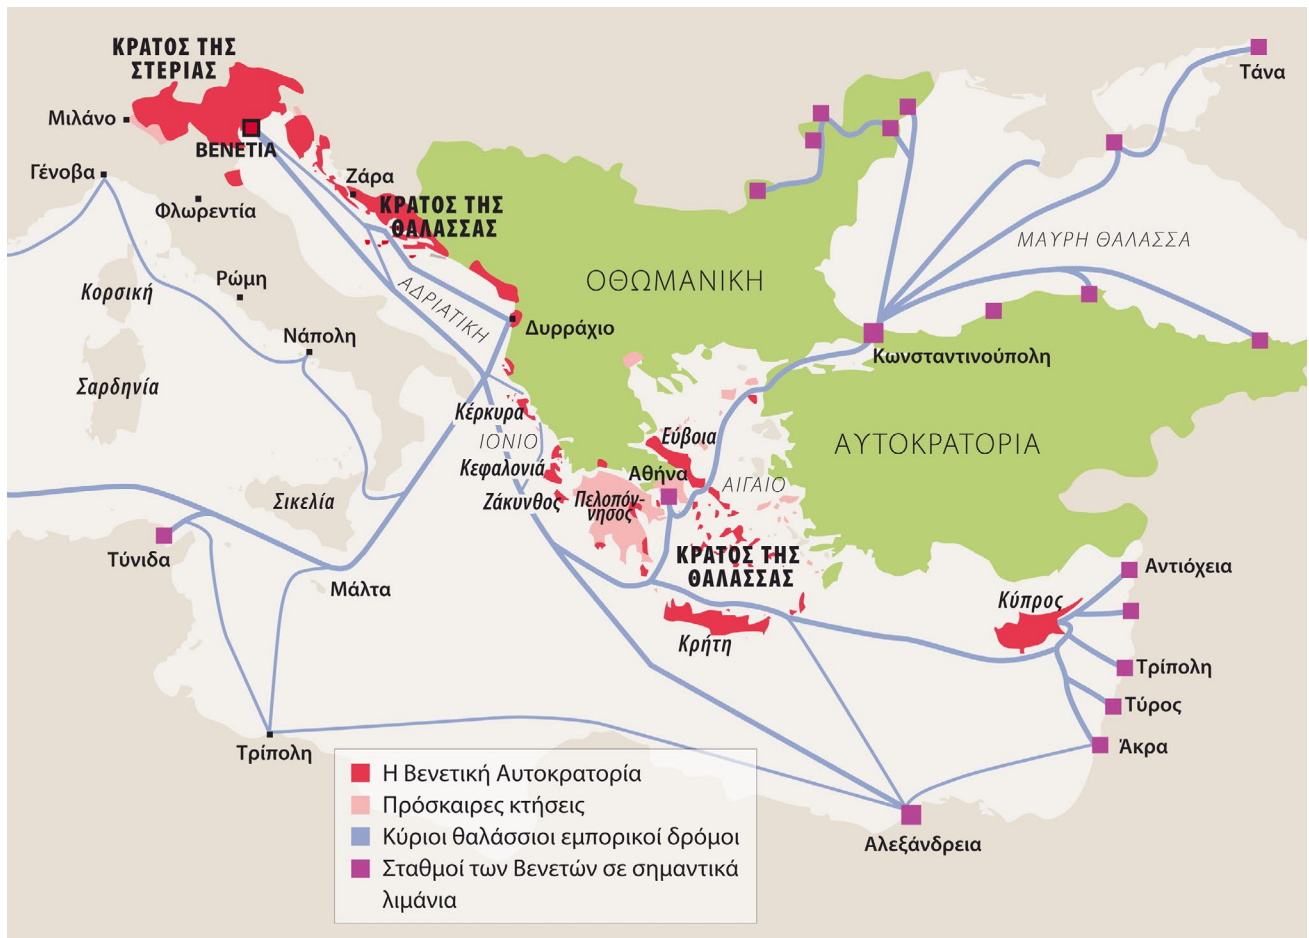 ΚΡΑΤΟΣ ΤΗΣ
ΣΤΕΡΙΑΣ
Τάνα
Μιλάνο
ΒΕΝΕΤΙΑ
Γένοβα
Ζάρα
Φλωρεντία
ΚΡΑΤΟΣ ΤΗΣ
ΘΑΛΑΣΣΑΣ
ΜΑΥΡΗ ΘΑΛΑΣΣΑ
Ρώμη
Κορσική
ΑΔΡΙΑΤΙΚΗ
ΟΘΩΜΑΝΙΚΗ
Νάπολη
Δυρράχιο
Κωνσταντινούπολη
Σαρδηνία
Κέρκυρα
ΙΟΝΙΟ
Εύβοια
ΑΥΤΟΚΡΑΤΟΡΙΑ
Κεφαλονιά
Αθήνα
ΑΙΓΑΙΟ
Σικελία
Ζάκυνθος
Πελοπόν-
νησος
Τύνιδα
ΚΡΑΤΟΣ ΤΗΣ
ΘΑΛΑΣΣΑΣ
Αντιόχεια
Μάλτα
Κύπρος
Κρήτη
Τρίπολη
Τύρος
Άκρα
Τρίπολη
Η Βενετική Αυτοκρατορία
Πρόσκαιρες κτήσεις
Κύριοι θαλάσσιοι εμπορικοί δρόμοι
Σταθμοί των Βενετών σε σημαντικά
λιμάνια
Αλεξάνδρεια